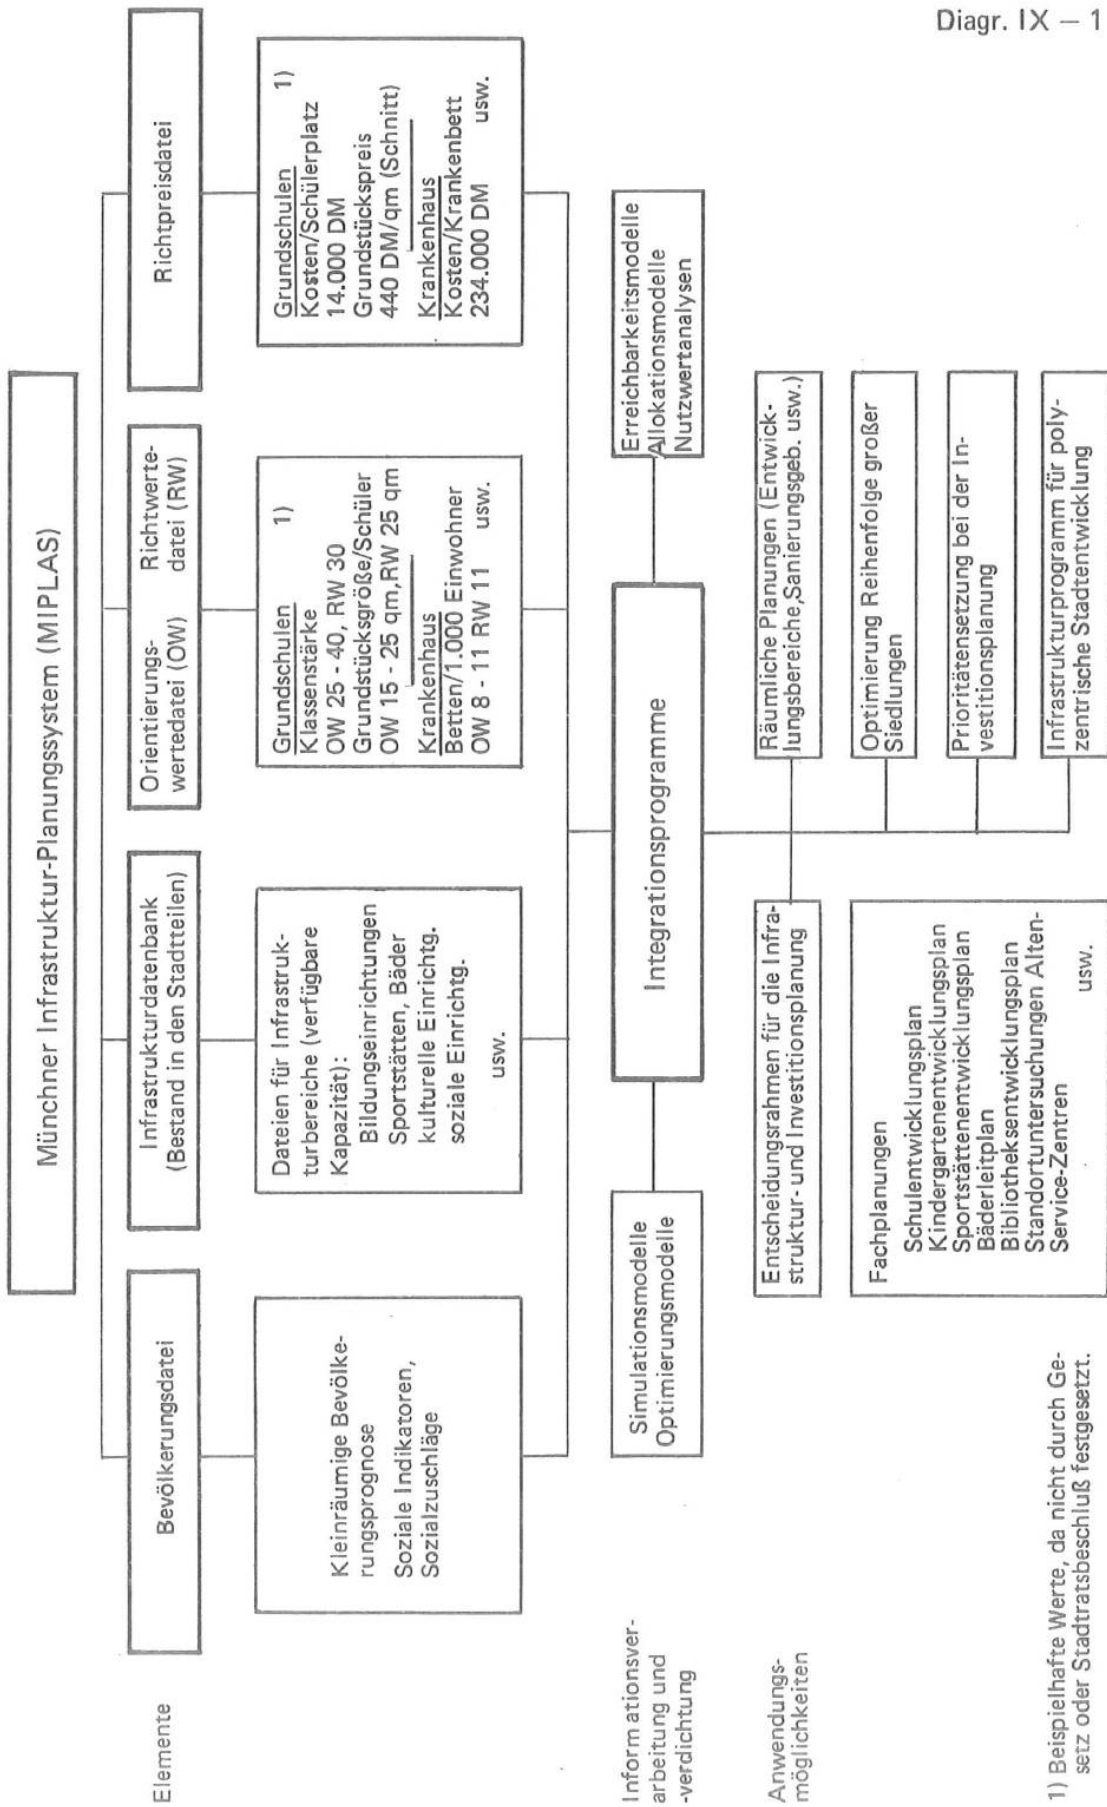 Diagr. IX – 1
Münchner Infrastruktur-Planungssystem (MIPLAS)
Elemente
Bevölkerungsdatei
Infrastrukturdatenbank
(Bestand in den Stadtteilen)
Orientierungs-
wertedatei (OW)
Richtwerte-
datei (RW)
Richtpreisdatei
Kleinräumige Bevölke-
rungsprognose
Soziale Indikatoren,
Sozialzuschläge
Dateien für Infrastruk-
turbereiche (verfügbare
Kapazität):
Bildungseinrichtungen
Sportstätten, Bäder
kulturelle Einrichtg.
soziale Einrichtg.
usw.
Grundschulen 1)
Klassenstärke
OW 25 - 40, RW 30
Grundstücksgröße/Schüler
OW 15 - 25 qm,RW 25 qm
Krankenhaus
Betten/1.000 Einwohner
OW 8 - 11 RW 11 usw.
Grundschulen 1)
Kosten/Schülerplatz
14.000 DM
Grundstückspreis
440 DM/qm (Schnitt)
Krankenhaus
Kosten/Krankenbett
234.000 DM usw.
Inform ationsver-
arbeitung und
-verdichtung
Simulationsmodelle
Optimierungsmodelle
Integrationsprogramme
Erreichbarkeitsmodelle
Allokationsmodelle
Nutzwertanalysen
Anwendungs-
möglichkeiten
Entscheidungsrahmen für die Infra-
struktur- und Investitionsplanung
Räumliche Planungen (Entwick-
lungsbereiche,Sanierungsgeb. usw.)
Fachplanungen
Schulentwicklungsplan
Kindergartenentwicklungsplan
Sportstättenentwicklungsplan
Bäderleitplan
Bibliotheksentwicklungsplan
Standortuntersuchungen Alten-
Service-Zentren
usw.
Optimierung Reihenfolge großer
Siedlungen
Prioritätensetzung bei der In-
vestitionsplanung
Infrastrukturprogramm für poly-
zentrische Stadtentwicklung
1) Beispielhafte Werte, da nicht durch Ge-
setz oder Stadtratsbeschluß festgesetzt.